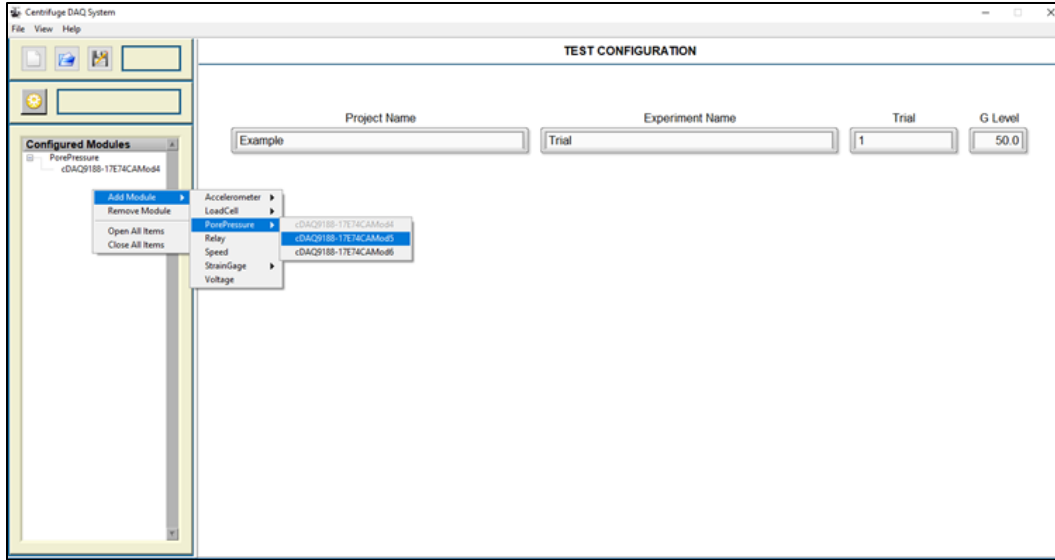 Centrifuge DAQ System
File View Help
TEST CONFIGURATION
Project Name
Experiment Name
Trial
G Level
Example
Trial
1
50.0
Configured Modules
PorePressure
cDAQ9188-17E74CAMod4
Add Module
Remove Module
Open All Items
Close All Items
Accelerometer
LoadCell
PorePressure
Relay
Speed
StrainGage
Voltage
cDAQ9188-17E74CAMod4
cDAQ9188-17E74CAMod5
cDAQ9188-17E74CAMod6